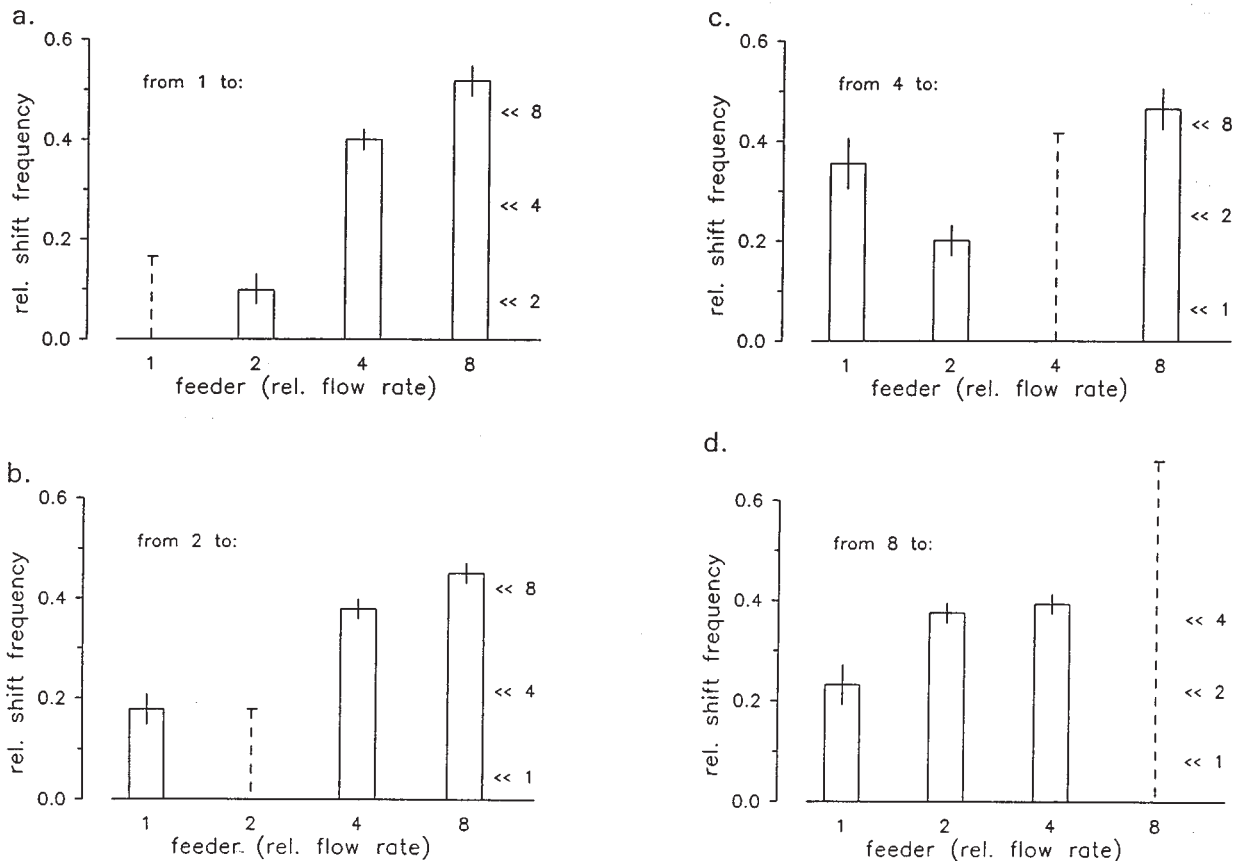 a.
rel. shift frequency
0.6
0.4
0.2
0.0
from 1 to:
<< 8
<< 4
<< 2
1 2 4 8
feeder (rel. flow rate)
b.
rel. shift frequency
0.6
0.4
0.2
0.0
from 2 to:
<< 8
<< 4
<< 1
1 2 4 8
feeder (rel. flow rate)
c.
rel. shift frequency
0.6
0.4
0.2
0.0
from 4 to:
<< 8
<< 2
<< 1
1 2 4 8
feeder (rel. flow rate)
d.
rel. shift frequency
0.6
0.4
0.2
0.0
from 8 to:
<< 4
<< 2
<< 1
1 2 4 8
feeder (rel. flow rate)